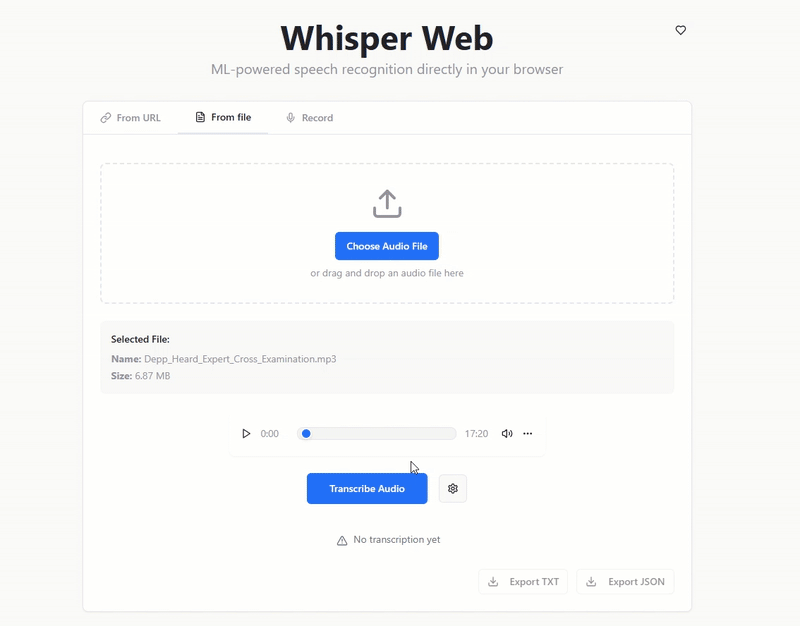 Whisper Web
ML-powered speech recognition directly in your browser
From URL
From file
Record
Choose Audio File
or drag and drop an audio file here
Selected File:
Name: Depp_Heard_Expert_Cross_Examination.mp3
Size: 6.87 MB
0:00
17:20
Transcribe Audio
No transcription yet
Export TXT
Export JSON